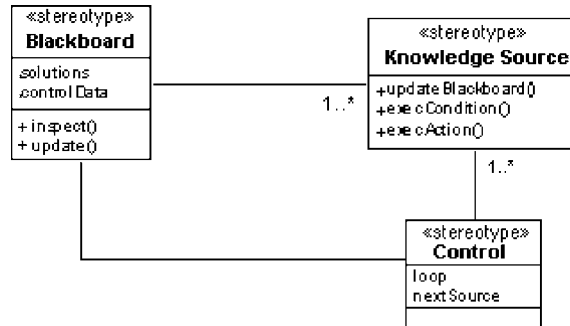 «stereotype»
Blackboard
solutions
controlData
+ inspect()
+ update()
1..*
«stereotype»
Knowledge Source
+updateBlackboard()
+execCondition()
+execAction()
1..*
«stereotype»
Control
loop
nextSource